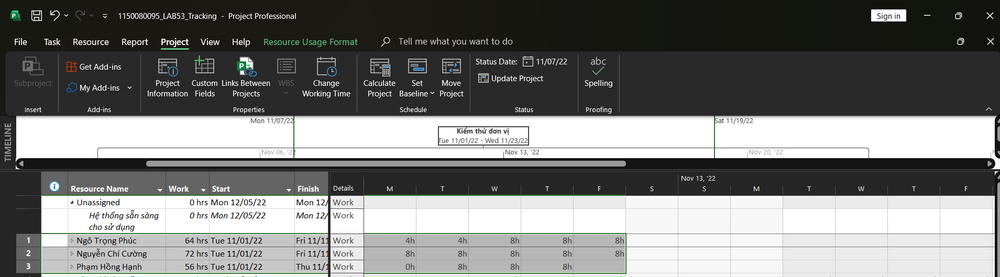 1150080095_LAB53_Tracking - Project Professional
Sign in
File Task Resource Report Project View Help Resource Usage Format Tell me what you want to do
Subproject
Insert
Get Add-ins
My Add-ins
Add-ins
Project Information
Custom Fields
Links Between Projects
WBS
Change Working Time
Properties
Calculate Project
Set Baseline
Move Project
Schedule
Status Date: 11/07/22
Update Project
Status
abc
Spelling
Proofing
TIMELINE
Mon 11/07/22
Sat 11/19/22
Kiểm thử đơn vị
Tue 11/01/22 - Wed 11/23/22
Nov 06, '22
Nov 13, '22
Nov 20, '22
Nov 13, '22
Resource Name Work Start Finish Details M T W T F S S M T W T F
Unassigned 0 hrs Mon 12/05/22 Mon 12/ Work
Hệ thống sẵn sàng cho sử dụng 0 hrs Mon 12/05/22 Mon 12/ Work
1 Ngô Trọng Phúc 64 hrs Tue 11/01/22 Fri 11/11 Work 4h 4h 8h 8h 8h
2 Nguyễn Chí Cường 72 hrs Tue 11/01/22 Fri 11/11 Work 8h 8h 8h 8h 8h
3 Phạm Hồng Hạnh 56 hrs Tue 11/01/22 Thu 11/1 Work 0h 8h 8h 8h